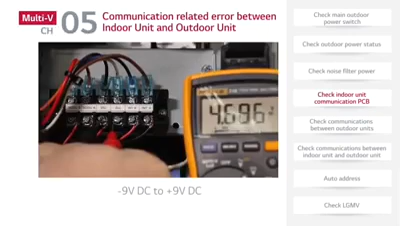 Multi-V
CH
05
Communication related error between
Indoor Unit and Outdoor Unit
-9V DC to +9V DC
Check main outdoor
power switch
Check outdoor power status
Check noise filter power
Check indoor unit
communication PCB
Check communications
between outdoor units
Check communications between
indoor unit and outdoor unit
Auto address
Check LGMV